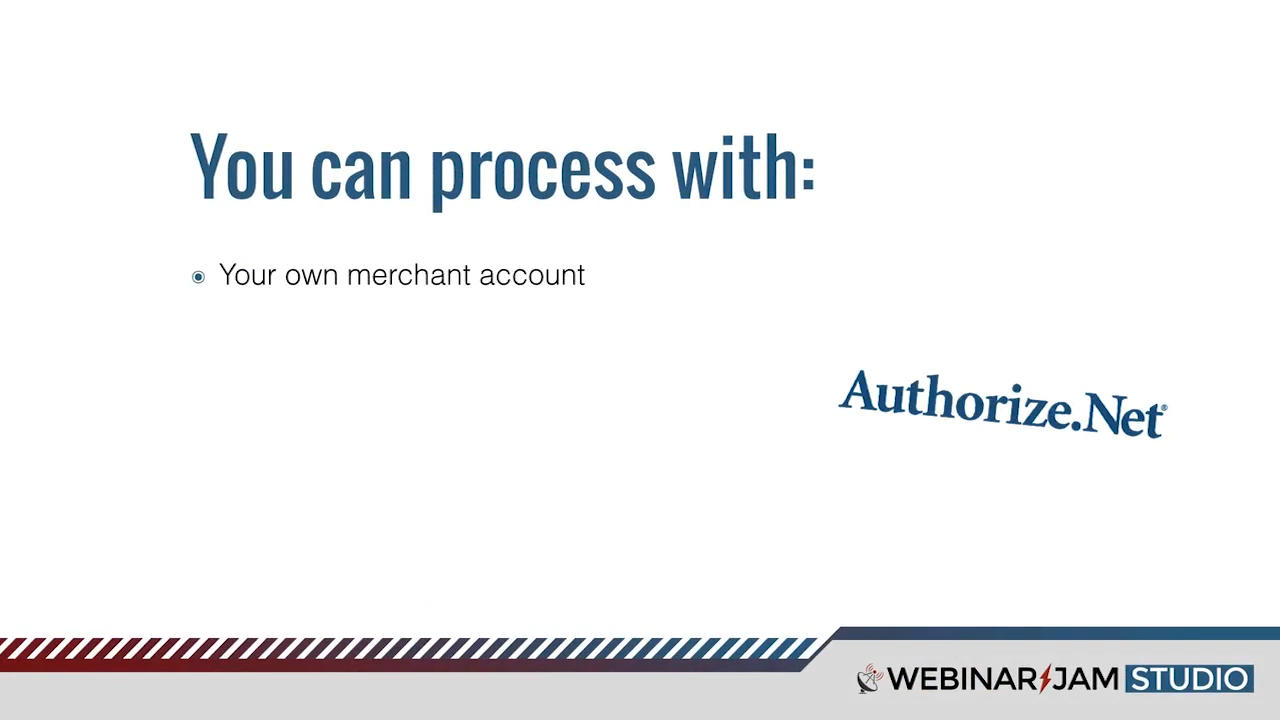 You can process with:
Your own merchant account
Authorize.Net®
WEBINARJAM STUDIO